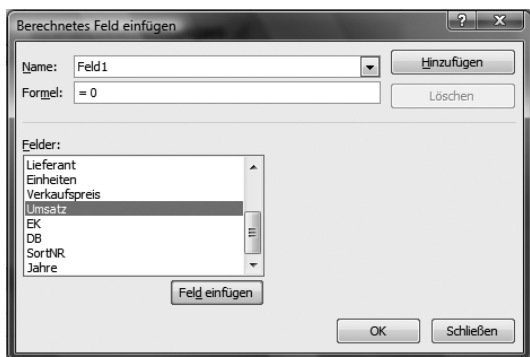 Berechnetes Feld einfügen
Name: Feld1 Hinzufügen
Formel: = 0 Löschen
Felder:
Lieferant
Einheiten
Verkaufspreis
Umsatz
EK
DB
SortNR
Jahre
Feld einfügen
OK Schließen